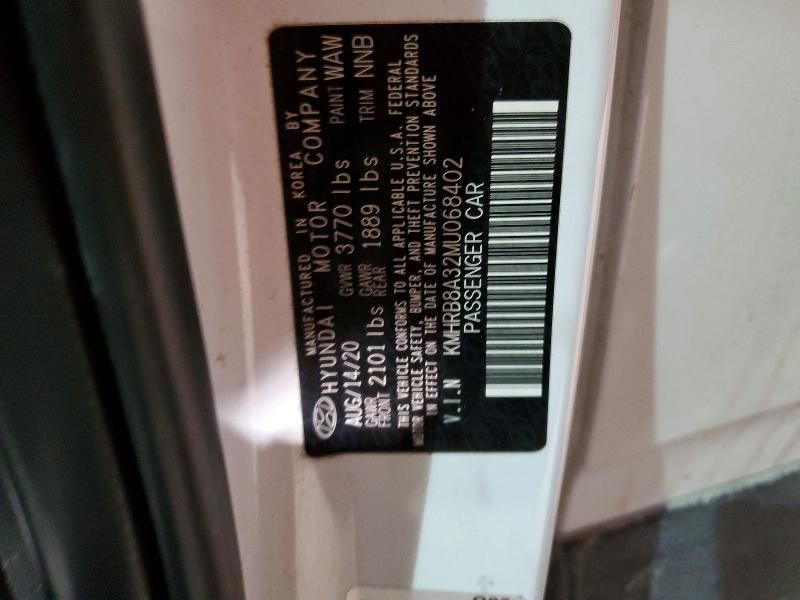 MANUFACTURED IN KOREA BY
HYUNDAI MOTOR COMPANY
AUG/14/20 GVWR 3770 lbs PAINT WAW
GAWR FRONT 2101 lbs GAWR REAR 1889 lbs TRIM NNB
THIS VEHICLE CONFORMS TO ALL APPLICABLE U.S.A. FEDERAL
MOTOR VEHICLE SAFETY, BUMPER, AND THEFT PREVENTION STANDARDS
IN EFFECT ON THE DATE OF MANUFACTURE SHOWN ABOVE
V.I.N KMHRB8A32MU068402
PASSENGER CAR